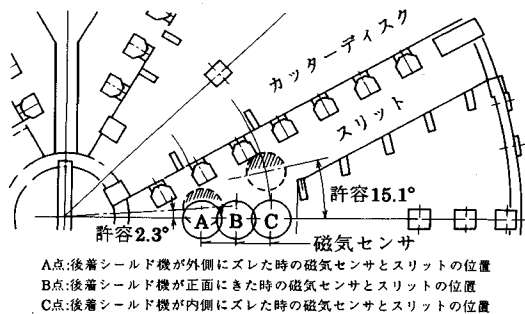 カッターディスク
スリット
許容15.1°
許容2.3°
A
B
C
磁気センサ
A点:後着シールド機が外側にズレた時の磁気センサとスリットの位置
B点:後着シールド機が正面にきた時の磁気センサとスリットの位置
C点:後着シールド機が内側にズレた時の磁気センサとスリットの位置